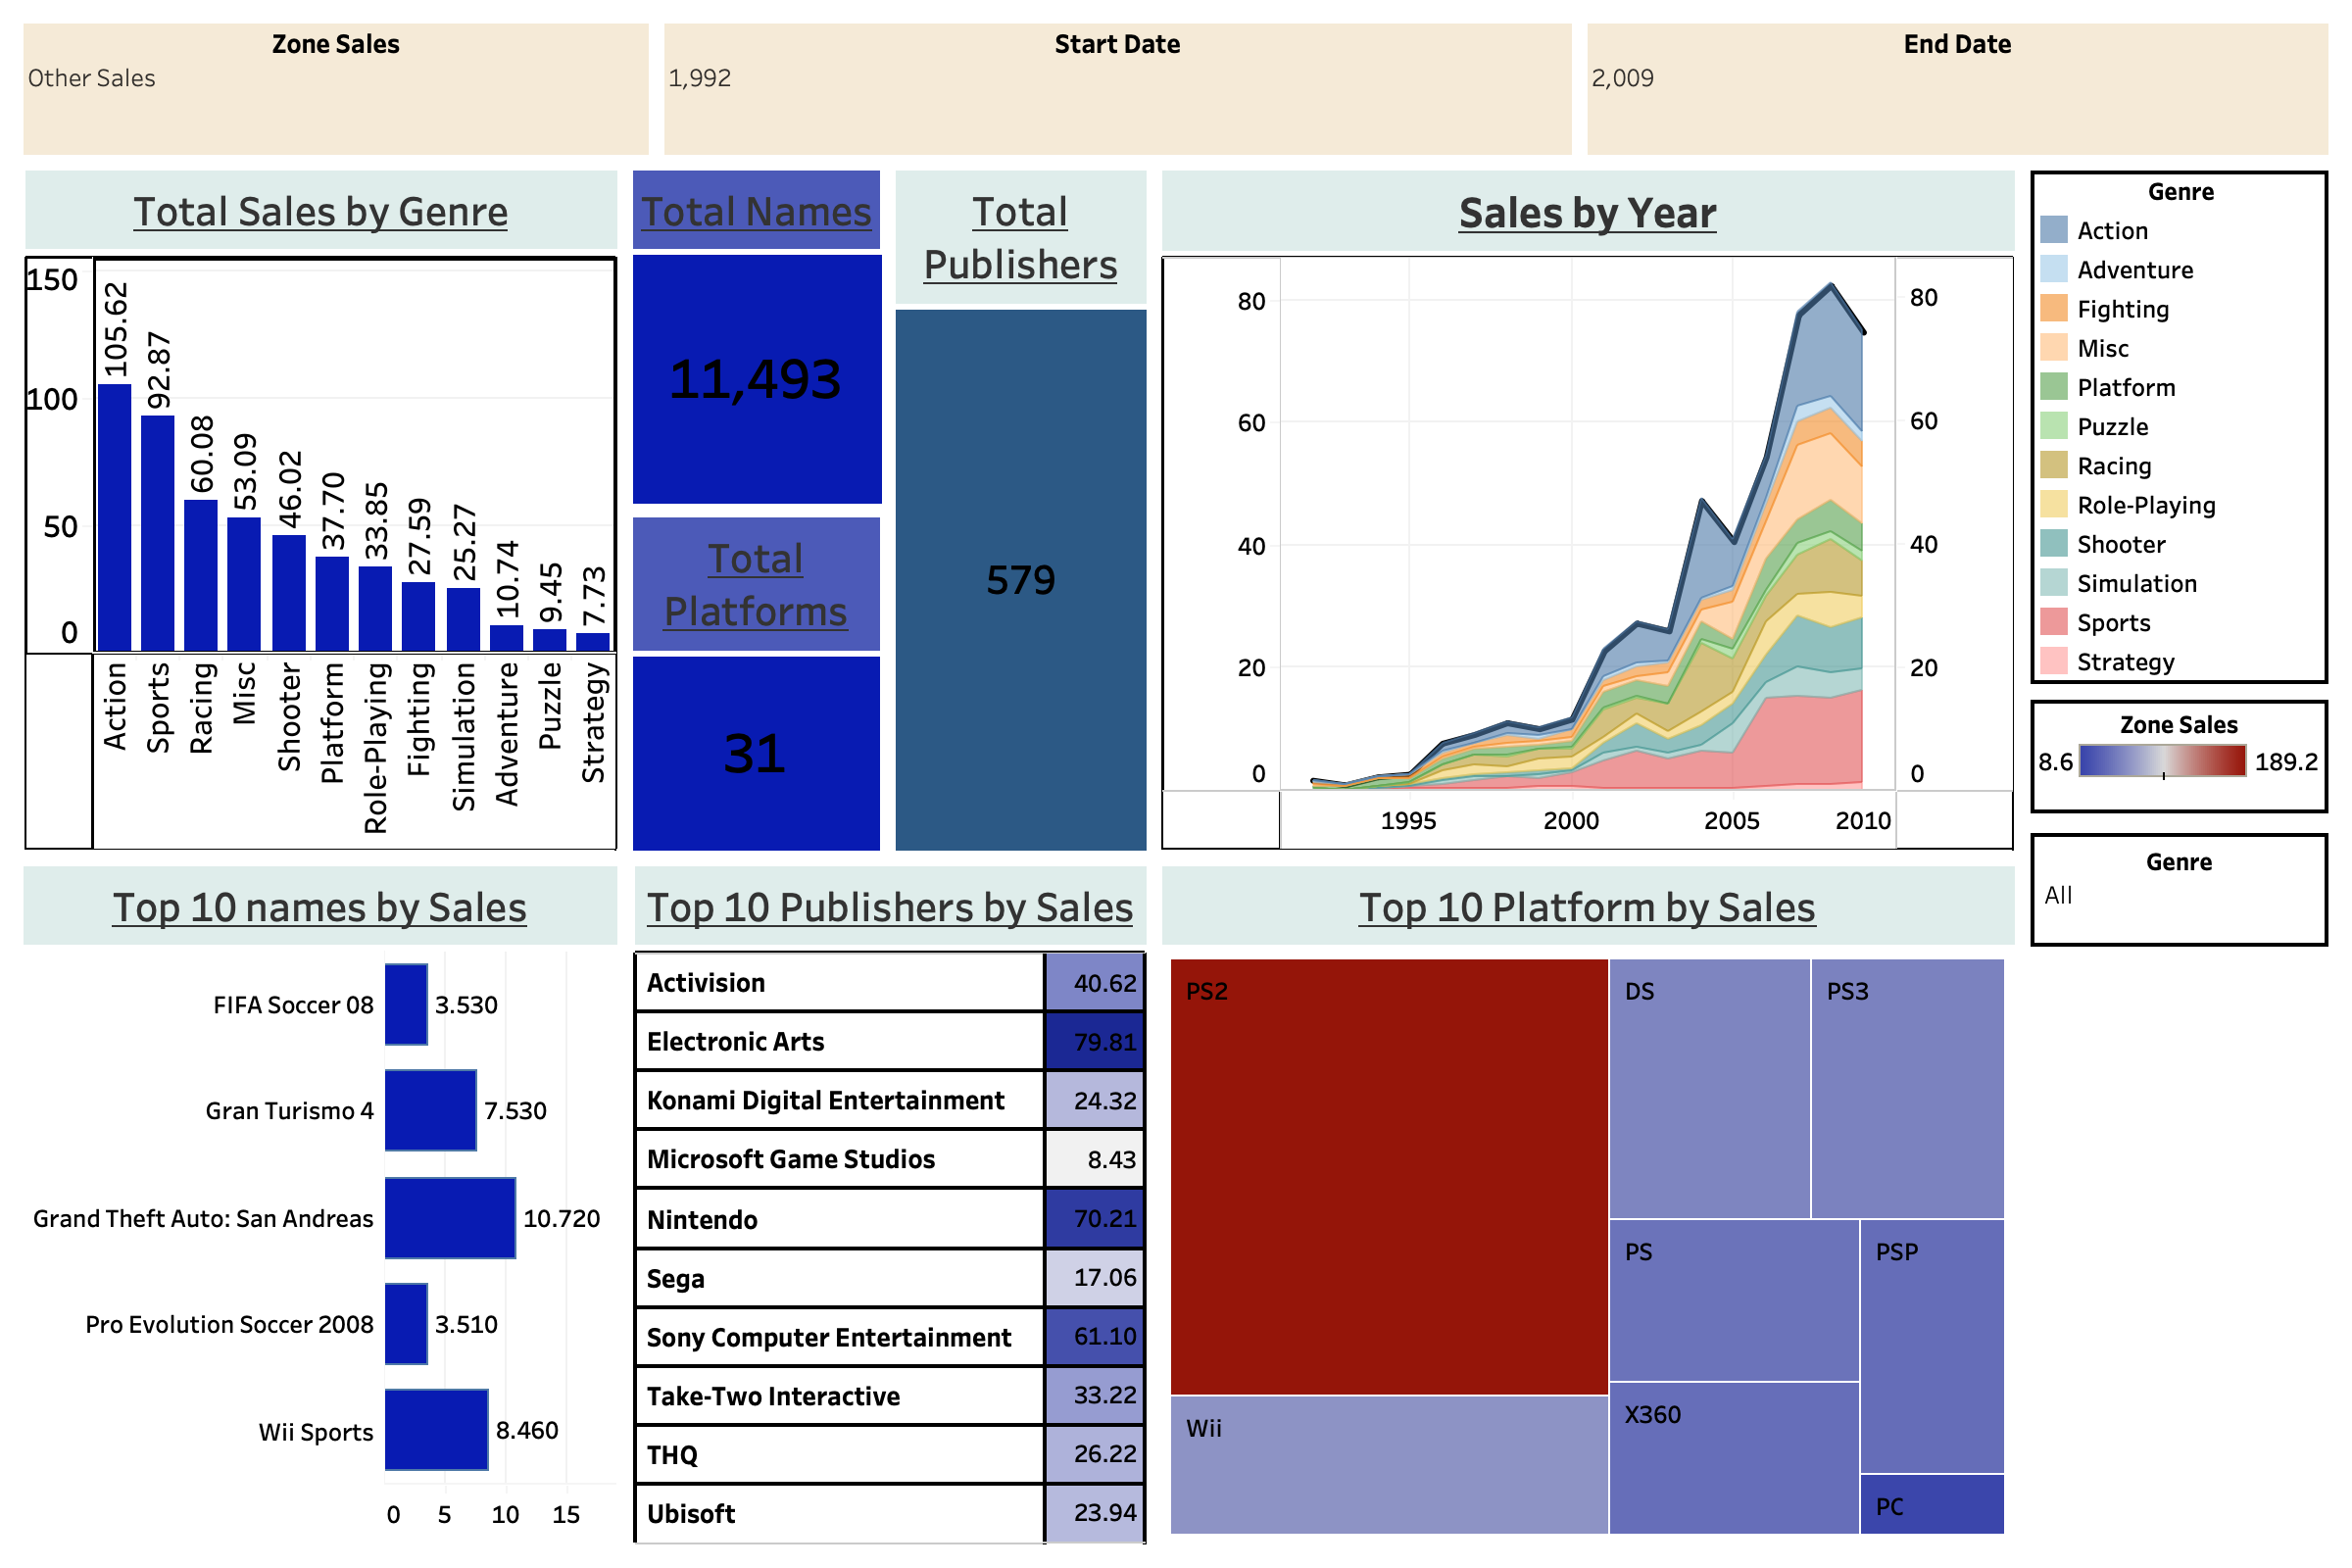 Zone Sales
Other Sales
Start Date
1,992
End Date
2,009
Total Sales by Genre
150
100
50
0
105.62
92.87
60.08
53.09
46.02
37.70
33.85
27.59
25.27
10.74
9.45
7.73
Action
Sports
Racing
Misc
Shooter
Platform
Role-Playing
Fighting
Simulation
Adventure
Puzzle
Strategy
Total Names
11,493
Total
Platforms
31
Total
Publishers
579
Sales by Year
80
60
40
20
0
80
60
40
20
0
1995
2000
2005
2010
Genre
Action
Adventure
Fighting
Misc
Platform
Puzzle
Racing
Role-Playing
Shooter
Simulation
Sports
Strategy
Zone Sales
8.6 189.2
Genre
All
Top 10 names by Sales
FIFA Soccer 08 3.530
Gran Turismo 4 7.530
Grand Theft Auto: San Andreas 10.720
Pro Evolution Soccer 2008 3.510
Wii Sports 8.460
0 5 10 15
Top 10 Publishers by Sales
Activision 40.62
Electronic Arts 79.81
Konami Digital Entertainment 24.32
Microsoft Game Studios 8.43
Nintendo 70.21
Sega 17.06
Sony Computer Entertainment 61.10
Take-Two Interactive 33.22
THQ 26.22
Ubisoft 23.94
Top 10 Platform by Sales
PS2
DS
PS3
PS
PSP
X360
Wii
PC